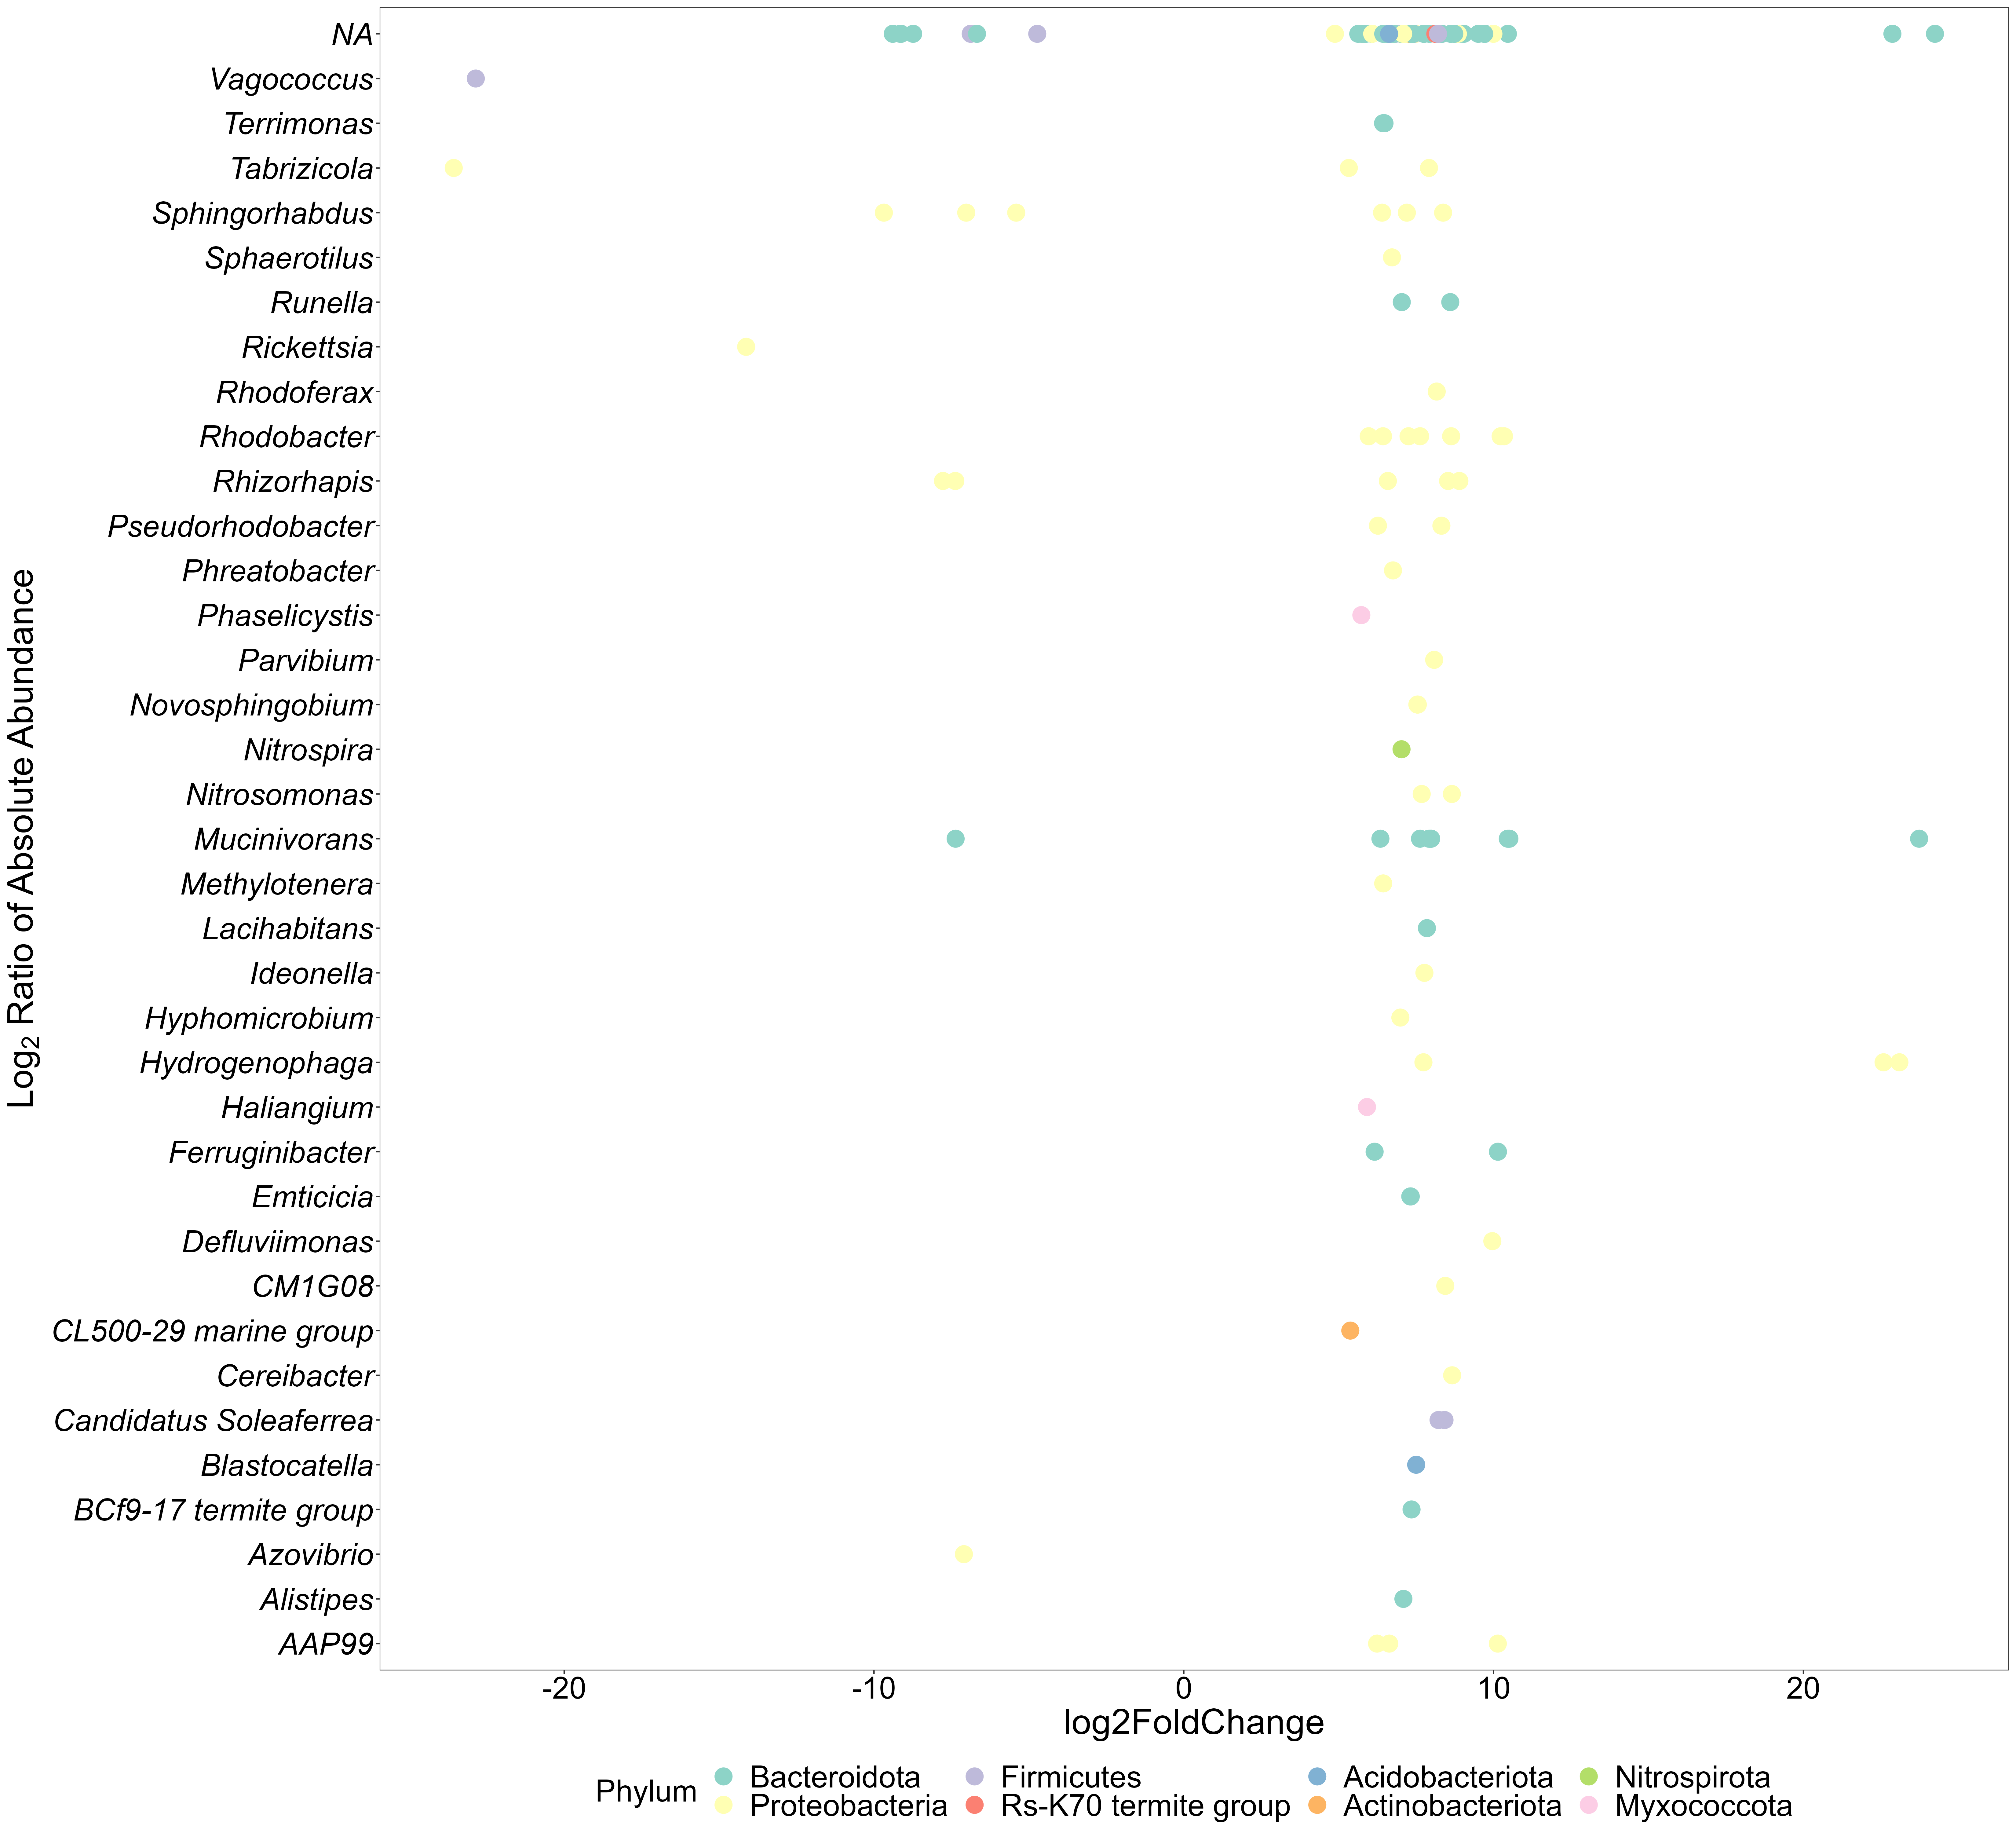 NA
Vagococcus
Terrimonas
Tabrizicola
Sphingorhabdus
Sphaerotilus
Runella
Rickettsia
Rhodoferax
Rhodobacter
Rhizorhapis
Pseudorhodobacter
Phreatobacter
Phaselicystis
Parvibium
Novosphingobium
Nitrospira
Nitrosomonas
Mucinivorans
Methylotenera
Lacihabitans
Ideonella
Hyphomicrobium
Hydrogenophaga
Haliangium
Ferruginibacter
Emticicia
Defluviimonas
CM1G08
CL500-29 marine group
Cereibacter
Candidatus Soleaferrea
Blastocatella
BCf9-17 termite group
Azovibrio
Alistipes
AAP99
Log2 Ratio of Absolute Abundance
-20 -10 0 10 20
log2FoldChange
Phylum
Bacteroidota Firmicutes Acidobacteriota Nitrospirota
Proteobacteria Rs-K70 termite group Actinobacteriota Myxococcota